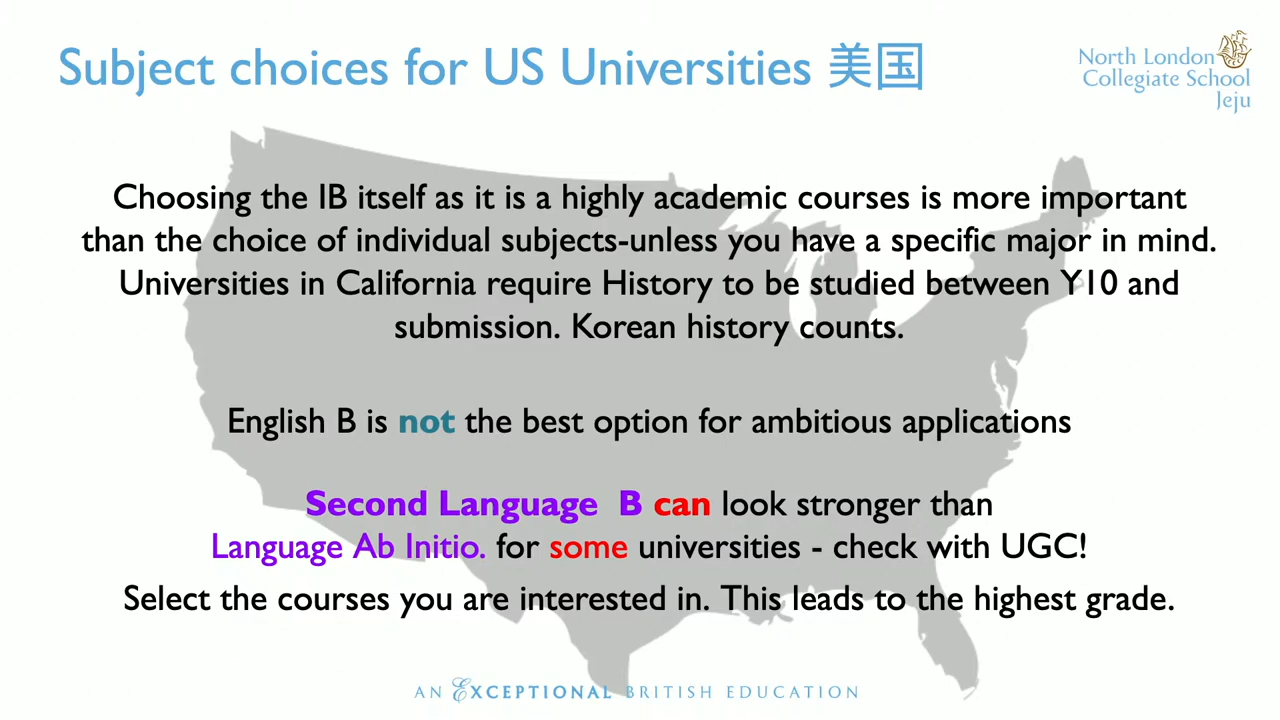 Subject choices for US Universities 美国
North London
Collegiate School
Jeju
Choosing the IB itself as it is a highly academic courses is more important
than the choice of individual subjects-unless you have a specific major in mind.
Universities in California require History to be studied between Y10 and
submission. Korean history counts.
English B is not the best option for ambitious applications
Second Language B can look stronger than
Language Ab Initio. for some universities - check with UGC!
Select the courses you are interested in. This leads to the highest grade.
AN EXCEPTIONAL BRITISH EDUCATION